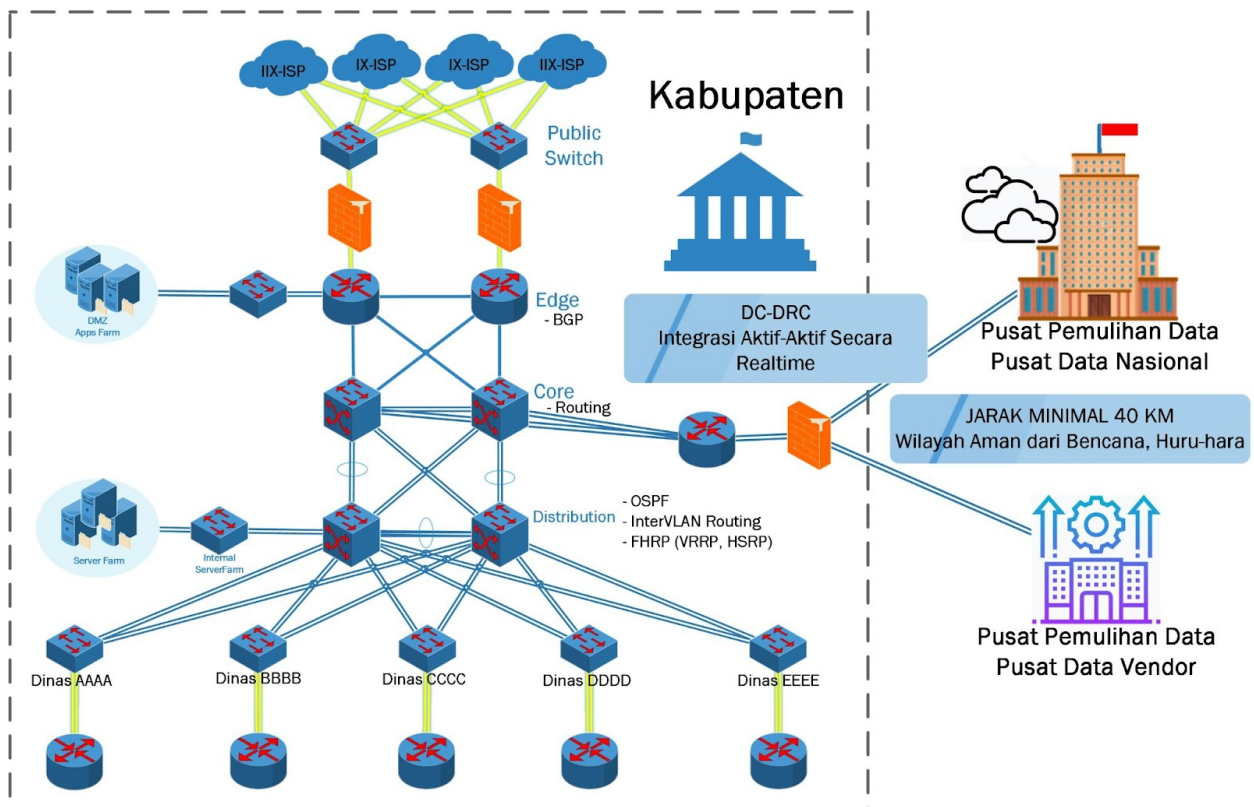 IIX-ISP
IX-ISP
IX-ISP
IIX-ISP
Public
Switch
Kabupaten
DMZ
Apps Farm
Edge
- BGP
DC-DRC
Integrasi Aktif-Aktif Secara
Realtime
Pusat Pemulihan Data
Pusat Data Nasional
Core
- Routing
JARAK MINIMAL 40 KM
Wilayah Aman dari Bencana, Huru-hara
Server Farm
Internal
ServerFarm
Distribution
- OSPF
- InterVLAN Routing
- FHRP (VRRP, HSRP)
Pusat Pemulihan Data
Pusat Data Vendor
Dinas AAAA
Dinas BBBB
Dinas CCCC
Dinas DDDD
Dinas EEEE